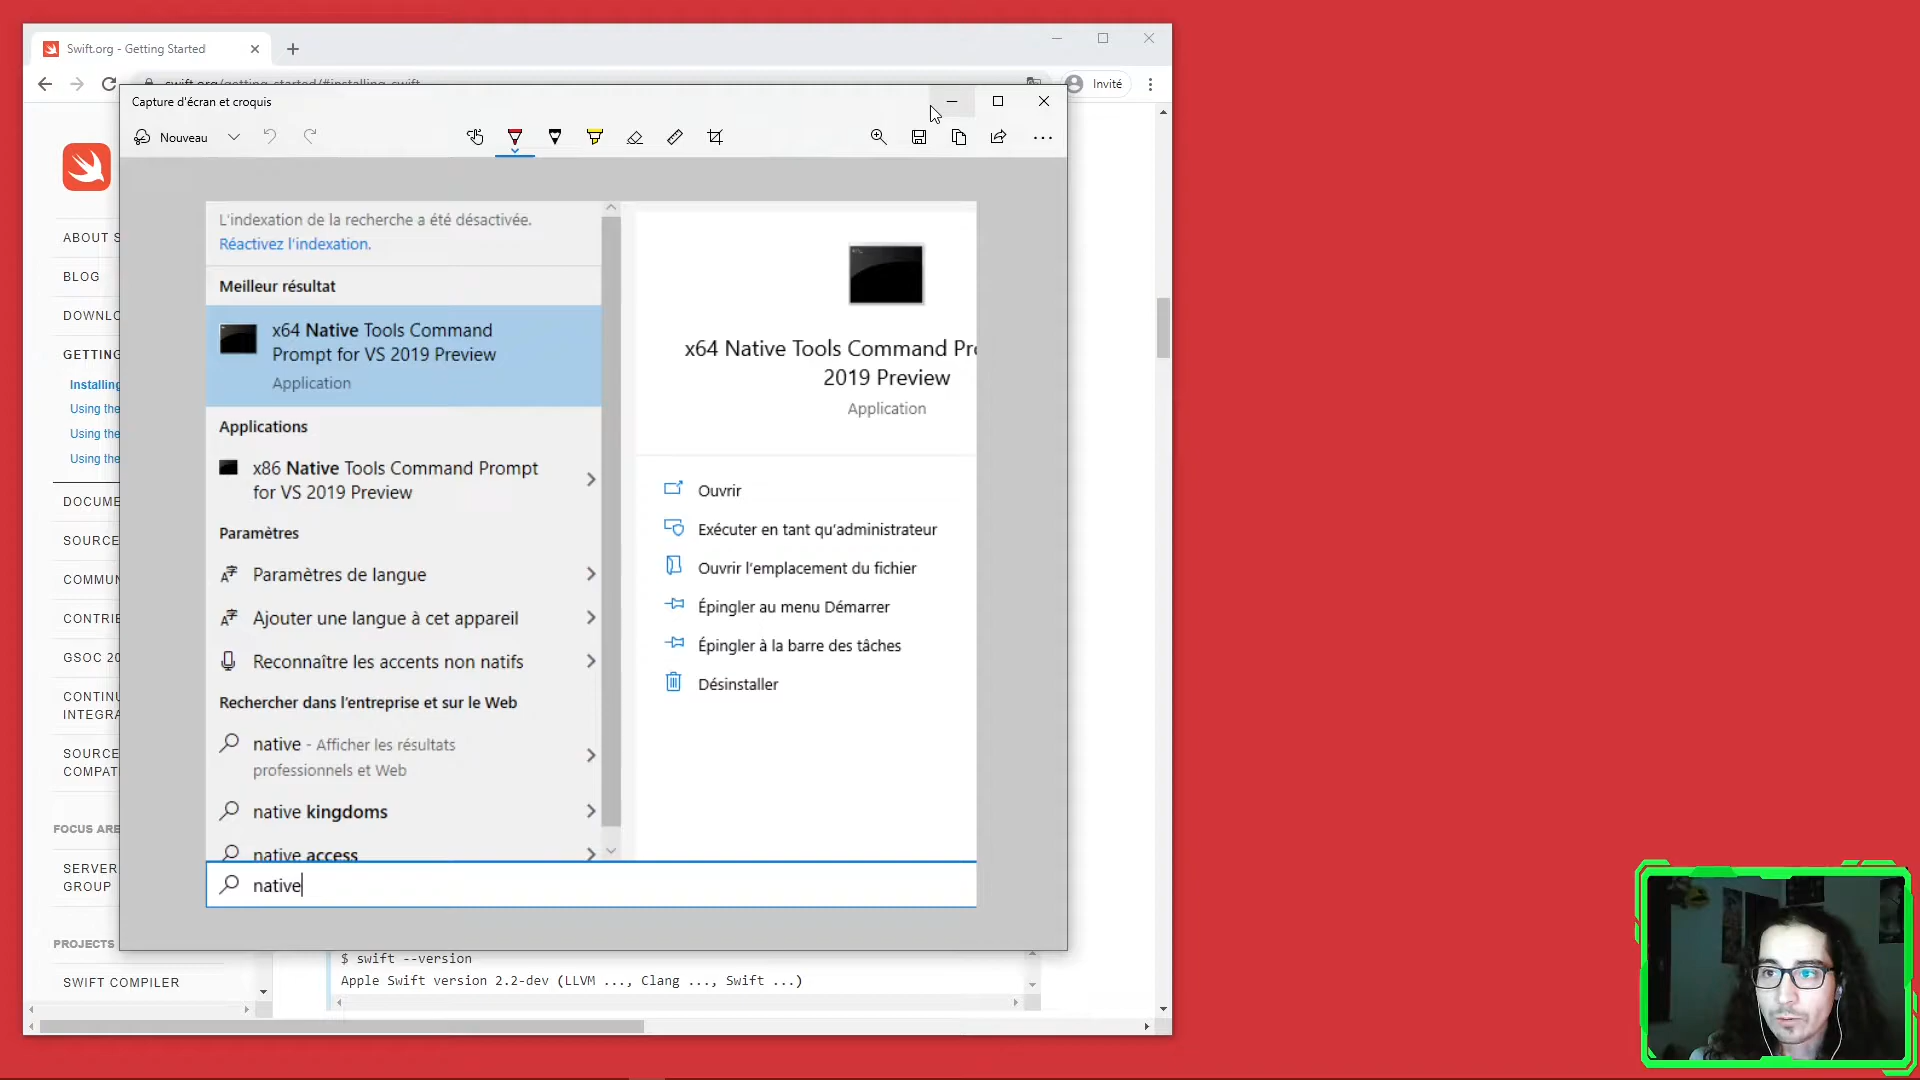 Swift.org - Getting Started
swift.org/getting-started/#installing-swift
Invité
Capture d'écran et croquis
Nouveau
ABOUT S
BLOG
DOWNLO
GETTING
Installing
Using the
Using the
Using the
DOCUME
SOURCE
COMMUN
CONTRIE
GSOC 20
CONTINU
INTEGRA
SOURCE
COMPAT
FOCUS ARE
SERVER
GROUP
PROJECTS
SWIFT COMPILER
L'indexation de la recherche a été désactivée.
Réactivez l'indexation.
Meilleur résultat
x64 Native Tools Command
Prompt for VS 2019 Preview
Application
Applications
x86 Native Tools Command Prompt
for VS 2019 Preview
Paramètres
Paramètres de langue
Ajouter une langue à cet appareil
Reconnaître les accents non natifs
Rechercher dans l'entreprise et sur le Web
native - Afficher les résultats
professionnels et Web
native kingdoms
native access
native
x64 Native Tools Command Pr
2019 Preview
Application
Ouvrir
Exécuter en tant qu'administrateur
Ouvrir l'emplacement du fichier
Épingler au menu Démarrer
Épingler à la barre des tâches
Désinstaller
$ swift --version
Apple Swift version 2.2-dev (LLVM ..., Clang ..., Swift ...)